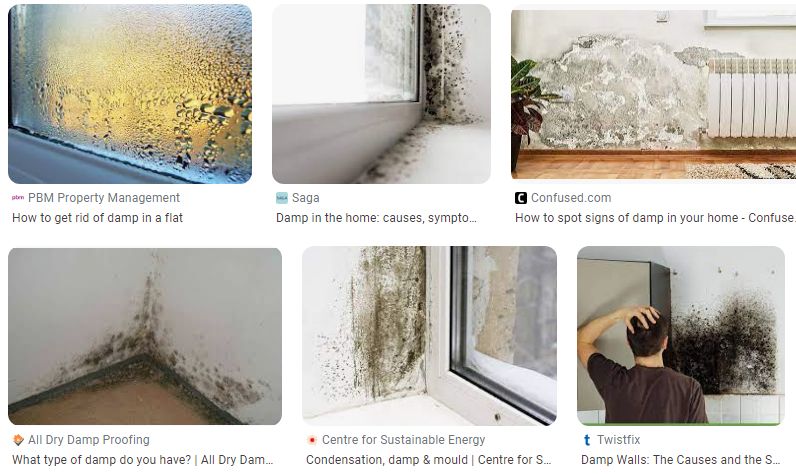 pbm PBM Property Management
How to get rid of damp in a flat
SAGA Saga
Damp in the home: causes, sympto...
C Confused.com
How to spot signs of damp in your home - Confuse
All Dry Damp Proofing
What type of damp do you have? | All Dry Dam...
Centre for Sustainable Energy
Condensation, damp & mould | Centre for S...
t Twistfix
Damp Walls: The Causes and the S...